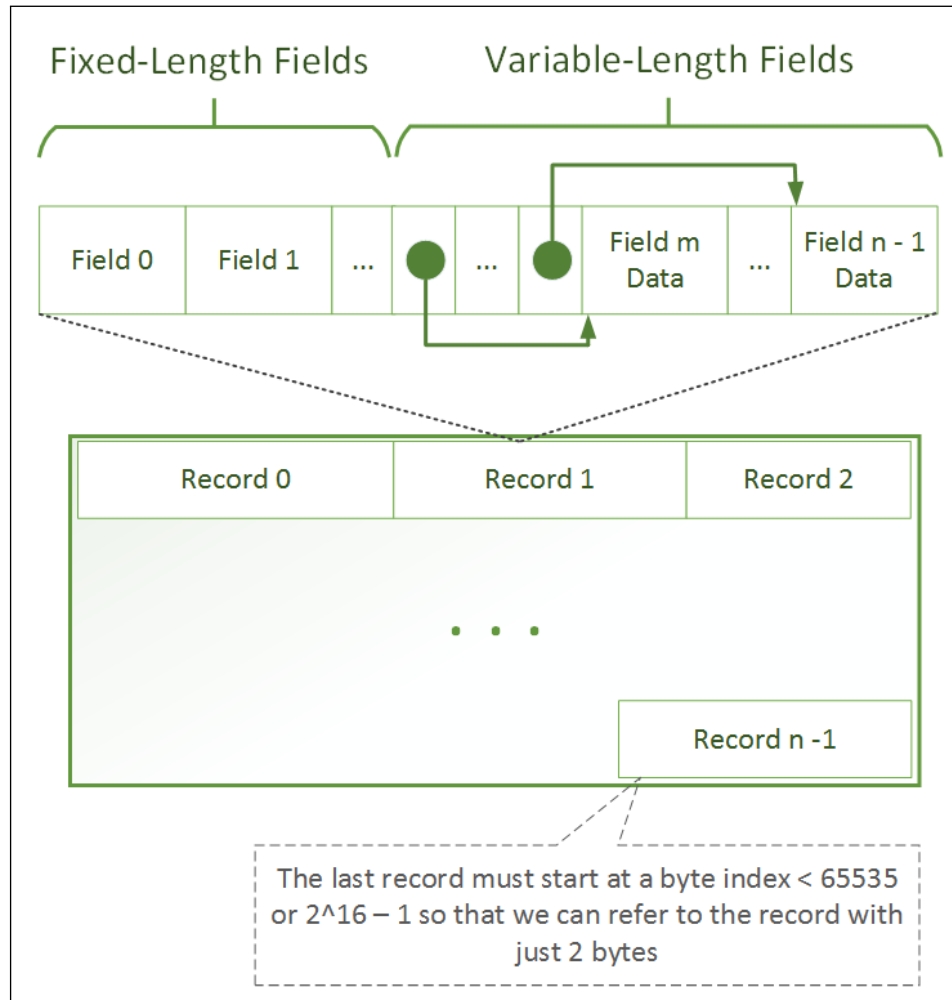 Fixed-Length Fields
Variable-Length Fields
Field 0
Field 1
...
...
Field m
Data
...
Field n - 1
Data
Record 0
Record 1
Record 2
. . .
Record n -1
The last record must start at a byte index < 65535
or 2^16 – 1 so that we can refer to the record with
just 2 bytes